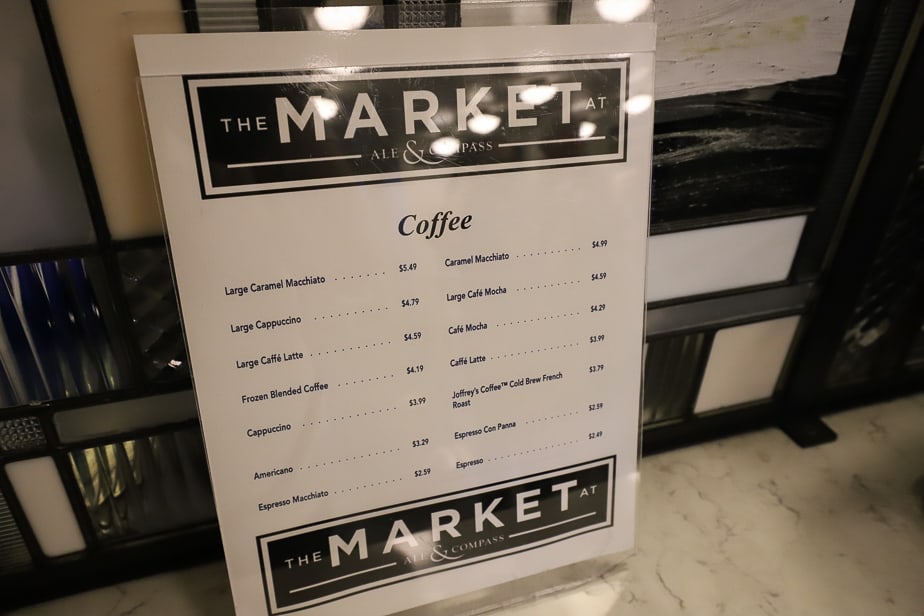 THE MARKET AT
ALE & COMPASS
Coffee
Large Caramel Macchiato . . . . . . . $5.49
Large Cappuccino . . . . . . . . . . $4.79
Large Caffé Latte . . . . . . . . . . . $4.59
Frozen Blended Coffee . . . . . . . . $4.19
Cappuccino . . . . . . . . . . . . . . $3.99
Americano . . . . . . . . . . . . . . $3.29
Espresso Macchiato . . . . . . . . . . $2.59
Caramel Macchiato . . . . . . . . . . $4.99
Large Café Mocha . . . . . . . . . . $4.59
Café Mocha . . . . . . . . . . . . . $4.29
Caffé Latte . . . . . . . . . . . . . $3.99
Joffrey's Coffee™ Cold Brew French $3.79
Roast
Espresso Con Panna . . . . . . . . . $2.59
Espresso . . . . . . . . . . . . . . $2.49
THE MARKET AT
ALE & COMPASS